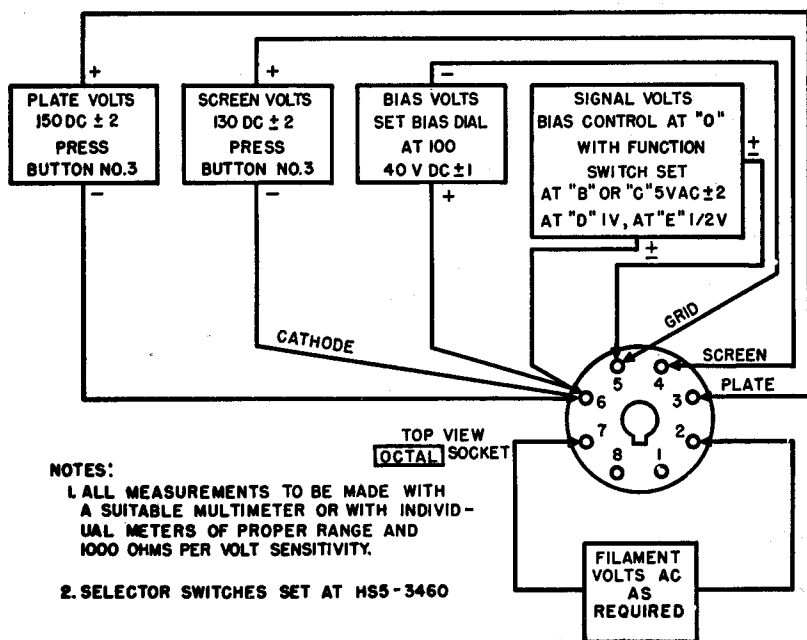 +
PLATE VOLTS
150 DC ± 2
PRESS
BUTTON NO.3
−
+
SCREEN VOLTS
130 DC ± 2
PRESS
BUTTON NO.3
−
−
BIAS VOLTS
SET BIAS DIAL
AT 100
40 V DC ± 1
+
SIGNAL VOLTS
BIAS CONTROL AT "O"
WITH FUNCTION
SWITCH SET
AT "B" OR "C" 5VAC ± 2
AT "D" 1V, AT "E" 1/2 V
±
±
CATHODE
GRID
SCREEN
PLATE
5
4
6
3
7
2
8
1
TOP VIEW
OCTAL SOCKET
NOTES:
1. ALL MEASUREMENTS TO BE MADE WITH
A SUITABLE MULTIMETER OR WITH INDIVID-
UAL METERS OF PROPER RANGE AND
1000 OHMS PER VOLT SENSITIVITY.
2. SELECTOR SWITCHES SET AT HS5-3460
FILAMENT
VOLTS AC
AS
REQUIRED